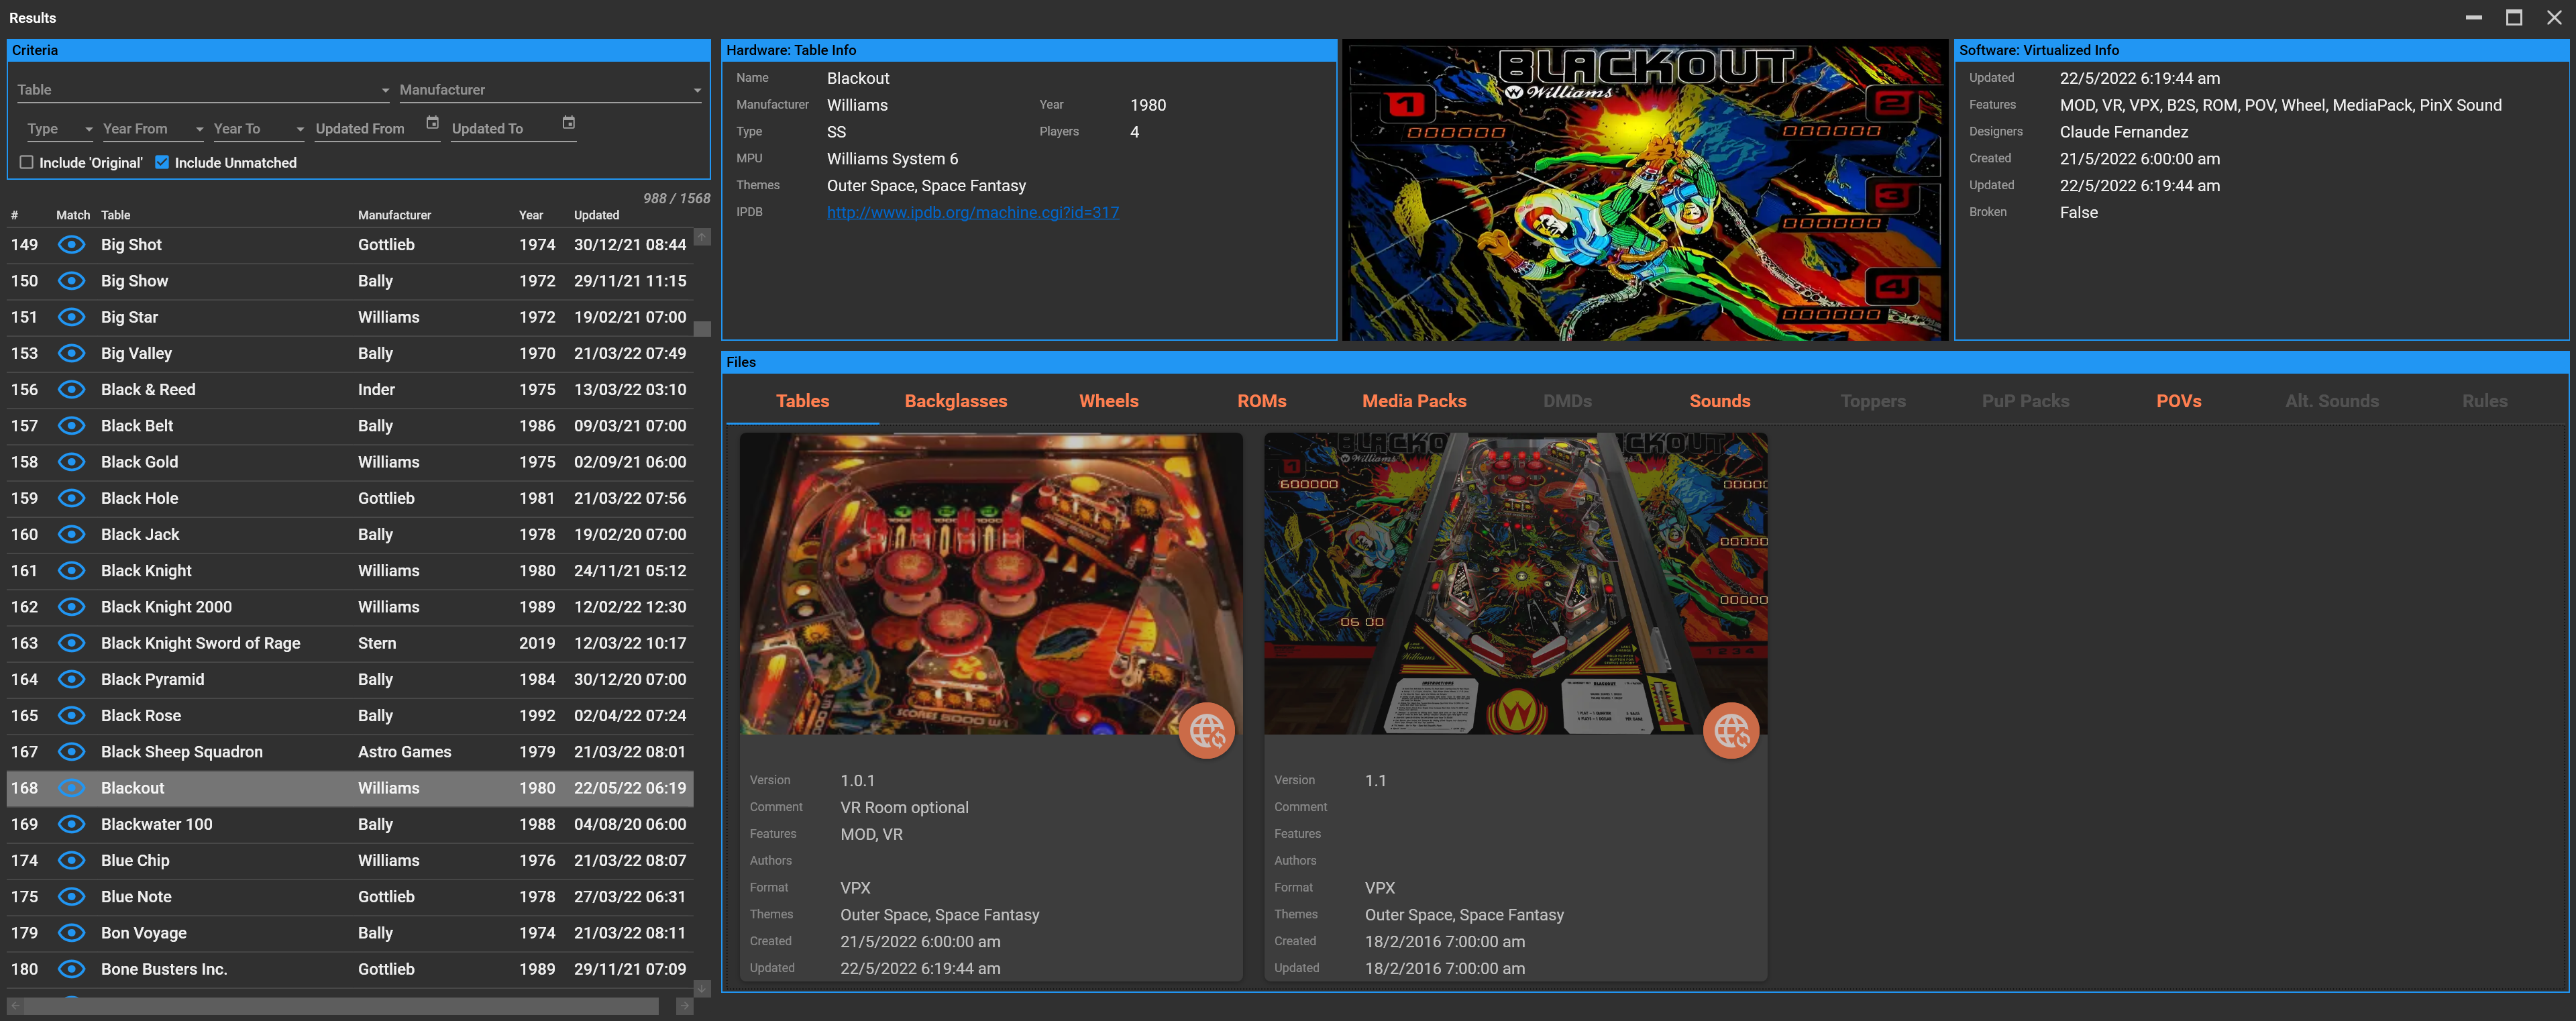 Results
Criteria
Table Manufacturer
Type Year From Year To Updated From Updated To
Include 'Original' Include Unmatched
988 / 1568
# Match Table Manufacturer Year Updated
149 Big Shot Gottlieb 1974 30/12/21 08:44
150 Big Show Bally 1972 29/11/21 11:15
151 Big Star Williams 1972 19/02/21 07:00
153 Big Valley Bally 1970 21/03/22 07:49
156 Black & Reed Inder 1975 13/03/22 03:10
157 Black Belt Bally 1986 09/03/21 07:00
158 Black Gold Williams 1975 02/09/21 06:00
159 Black Hole Gottlieb 1981 21/03/22 07:56
160 Black Jack Bally 1978 19/02/20 07:00
161 Black Knight Williams 1980 24/11/21 05:12
162 Black Knight 2000 Williams 1989 12/02/22 12:30
163 Black Knight Sword of Rage Stern 2019 12/03/22 10:17
164 Black Pyramid Bally 1984 30/12/20 07:00
165 Black Rose Bally 1992 02/04/22 07:24
167 Black Sheep Squadron Astro Games 1979 21/03/22 08:01
168 Blackout Williams 1980 22/05/22 06:19
169 Blackwater 100 Bally 1988 04/08/20 06:00
174 Blue Chip Williams 1976 21/03/22 08:07
175 Blue Note Gottlieb 1978 27/03/22 06:31
179 Bon Voyage Bally 1974 21/03/22 08:11
180 Bone Busters Inc. Gottlieb 1989 29/11/21 07:09
Hardware: Table Info
Name Blackout
Manufacturer Williams Year 1980
Type SS Players 4
MPU Williams System 6
Themes Outer Space, Space Fantasy
IPDB http://www.ipdb.org/machine.cgi?id=317
BLACKOUT
Williams
1 2
000000 000000
3
000000
4
000000
Software: Virtualized Info
Updated 22/5/2022 6:19:44 am
Features MOD, VR, VPX, B2S, ROM, POV, Wheel, MediaPack, PinX Sound
Designers Claude Fernandez
Created 21/5/2022 6:00:00 am
Updated 22/5/2022 6:19:44 am
Broken False
Files
Tables Backglasses Wheels ROMs Media Packs DMDs Sounds Toppers PuP Packs POVs Alt. Sounds Rules
Version 1.0.1
Comment VR Room optional
Features MOD, VR
Authors
Format VPX
Themes Outer Space, Space Fantasy
Created 21/5/2022 6:00:00 am
Updated 22/5/2022 6:19:44 am
Williams
INSTRUCTIONS
BLACKOUT
W
Version 1.1
Comment
Features
Authors
Format VPX
Themes Outer Space, Space Fantasy
Created 18/2/2016 7:00:00 am
Updated 18/2/2016 7:00:00 am